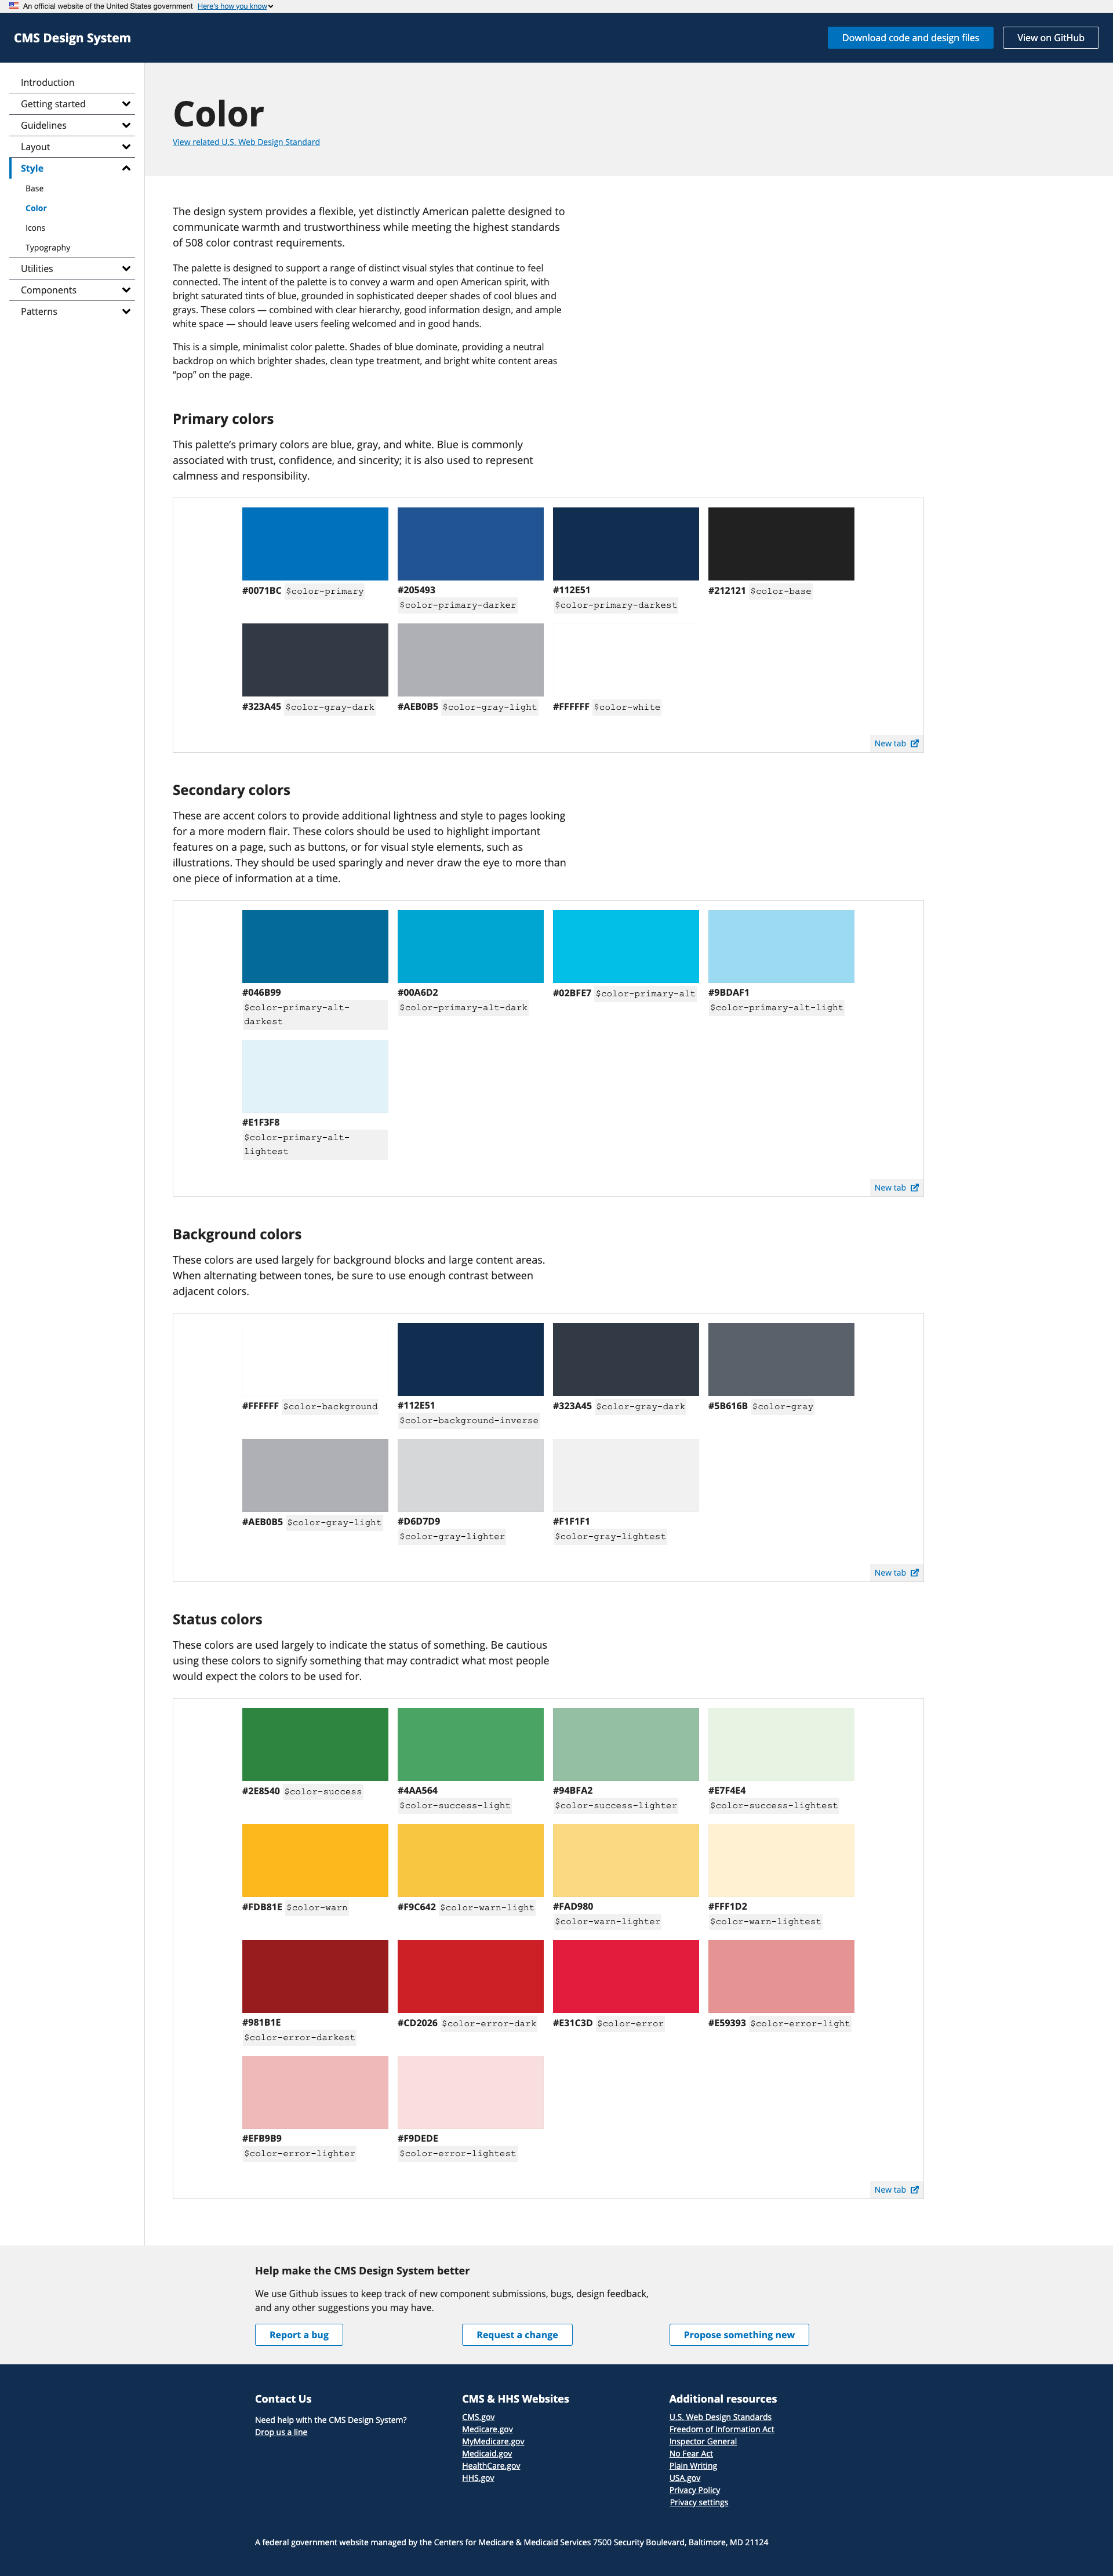 An official website of the United States government Here's how you know
CMS Design System
Download code and design files
View on GitHub
Introduction
Getting started
Guidelines
Layout
Style
Base
Color
Icons
Typography
Utilities
Components
Patterns
Color
View related U.S. Web Design Standard
The design system provides a flexible, yet distinctly American palette designed to
communicate warmth and trustworthiness while meeting the highest standards
of 508 color contrast requirements.
The palette is designed to support a range of distinct visual styles that continue to feel
connected. The intent of the palette is to convey a warm and open American spirit, with
bright saturated tints of blue, grounded in sophisticated deeper shades of cool blues and
grays. These colors — combined with clear hierarchy, good information design, and ample
white space — should leave users feeling welcomed and in good hands.
This is a simple, minimalist color palette. Shades of blue dominate, providing a neutral
backdrop on which brighter shades, clean type treatment, and bright white content areas
“pop” on the page.
Primary colors
This palette’s primary colors are blue, gray, and white. Blue is commonly
associated with trust, confidence, and sincerity; it is also used to represent
calmness and responsibility.
#0071BC $color-primary
#205493
$color-primary-darker
#112E51
$color-primary-darkest
#212121 $color-base
#323A45 $color-gray-dark
#AEB0B5 $color-gray-light
#FFFFFF $color-white
New tab
Secondary colors
These are accent colors to provide additional lightness and style to pages looking
for a more modern flair. These colors should be used to highlight important
features on a page, such as buttons, or for visual style elements, such as
illustrations. They should be used sparingly and never draw the eye to more than
one piece of information at a time.
#046B99
$color-primary-alt-
darkest
#00A6D2
$color-primary-alt-dark
#02BFE7 $color-primary-alt
#9BDAF1
$color-primary-alt-light
#E1F3F8
$color-primary-alt-
lightest
New tab
Background colors
These colors are used largely for background blocks and large content areas.
When alternating between tones, be sure to use enough contrast between
adjacent colors.
#FFFFFF $color-background
#112E51
$color-background-inverse
#323A45 $color-gray-dark
#5B616B $color-gray
#AEB0B5 $color-gray-light
#D6D7D9
$color-gray-lighter
#F1F1F1
$color-gray-lightest
New tab
Status colors
These colors are used largely to indicate the status of something. Be cautious
using these colors to signify something that may contradict what most people
would expect the colors to be used for.
#2E8540 $color-success
#4AA564
$color-success-light
#94BFA2
$color-success-lighter
#E7F4E4
$color-success-lightest
#FDB81E $color-warn
#F9C642 $color-warn-light
#FAD980
$color-warn-lighter
#FFF1D2
$color-warn-lightest
#981B1E
$color-error-darkest
#CD2026 $color-error-dark
#E31C3D $color-error
#E59393 $color-error-light
#EFB9B9
$color-error-lighter
#F9DEDE
$color-error-lightest
New tab
Help make the CMS Design System better
We use Github issues to keep track of new component submissions, bugs, design feedback,
and any other suggestions you may have.
Report a bug
Request a change
Propose something new
Contact Us
Need help with the CMS Design System?
Drop us a line
CMS & HHS Websites
CMS.gov
Medicare.gov
MyMedicare.gov
Medicaid.gov
HealthCare.gov
HHS.gov
Additional resources
U.S. Web Design Standards
Freedom of Information Act
Inspector General
No Fear Act
Plain Writing
USA.gov
Privacy Policy
Privacy settings
A federal government website managed by the Centers for Medicare & Medicaid Services 7500 Security Boulevard, Baltimore, MD 21124